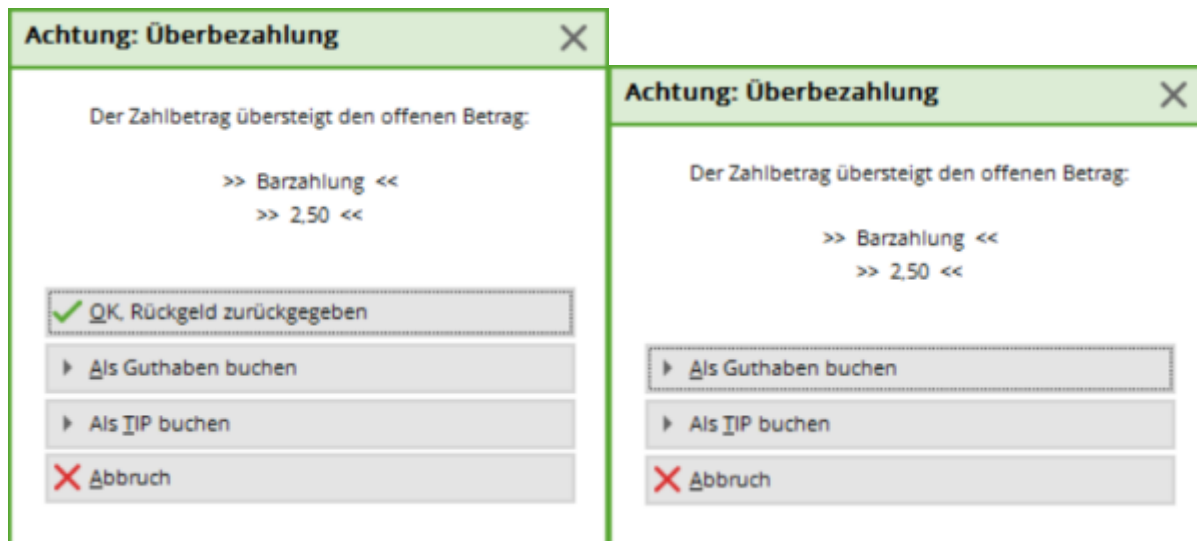 Achtung: Überbezahlung
Der Zahlbetrag übersteigt den offenen Betrag:
>> Barzahlung <<
>> 2,50 <<
OK, Rückgeld zurückgegeben
Als Guthaben buchen
Als TIP buchen
Abbruch
Achtung: Überbezahlung
Der Zahlbetrag übersteigt den offenen Betrag:
>> Barzahlung <<
>> 2,50 <<
Als Guthaben buchen
Als TIP buchen
Abbruch